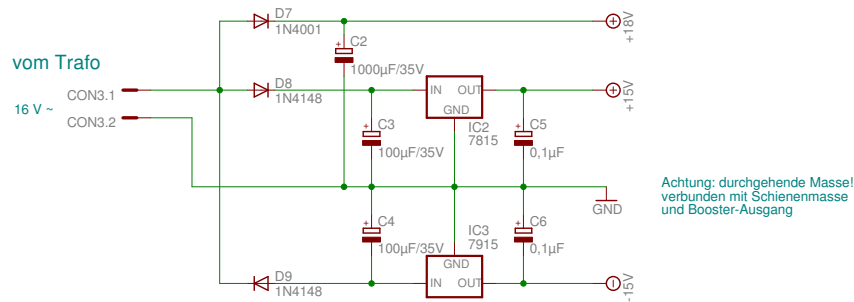 D7
1N4001
+18V
C2
1000µF/35V
vom Trafo
CON3.1
16 V ~
CON3.2
D8
1N4148
IN
OUT
GND
IC2
7815
+15V
C3
100µF/35V
C5
0,1µF
GND
Achtung: durchgehende Masse!
verbunden mit Schienenmasse
und Booster-Ausgang
C4
100µF/35V
IC3
7915
C6
0,1µF
GND
IN
OUT
D9
1N4148
-15V